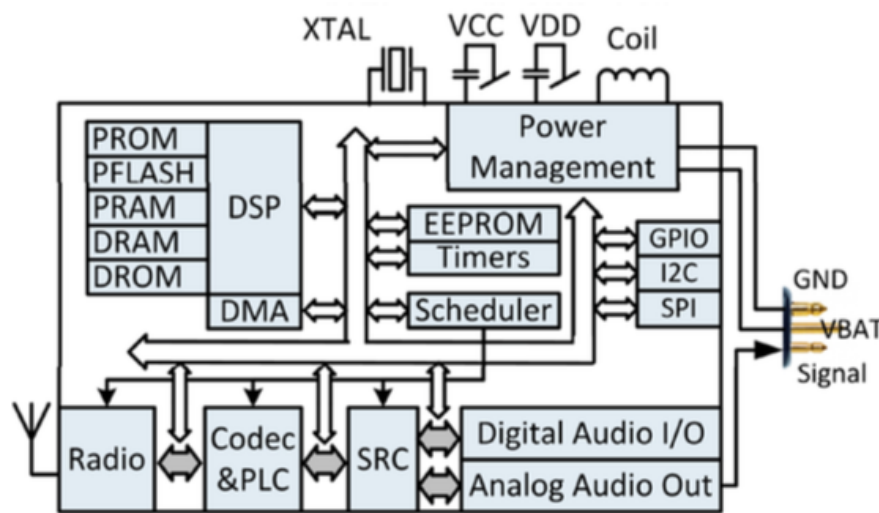 XTAL
VCC
VDD
Coil
PROM
PFLASH
PRAM
DRAM
DROM
DSP
DMA
Power
Management
EEPROM
Timers
Scheduler
GPIO
I2C
SPI
GND
VBAT
Signal
Radio
Codec
&PLC
SRC
Digital Audio I/O
Analog Audio Out